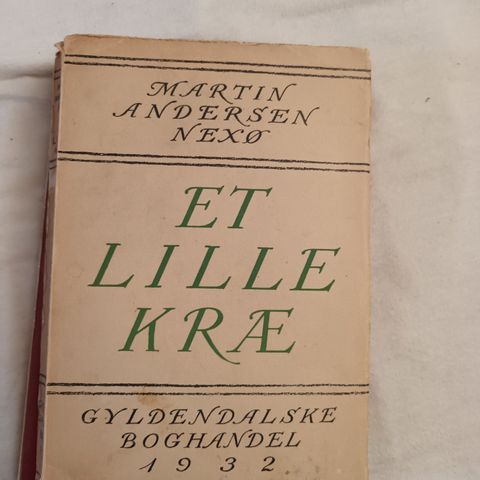 MARTIN
ANDERSEN
NEXØ
ET
LILLE
KRÆ
GYLDENDALSKE
BOGHANDEL
1932